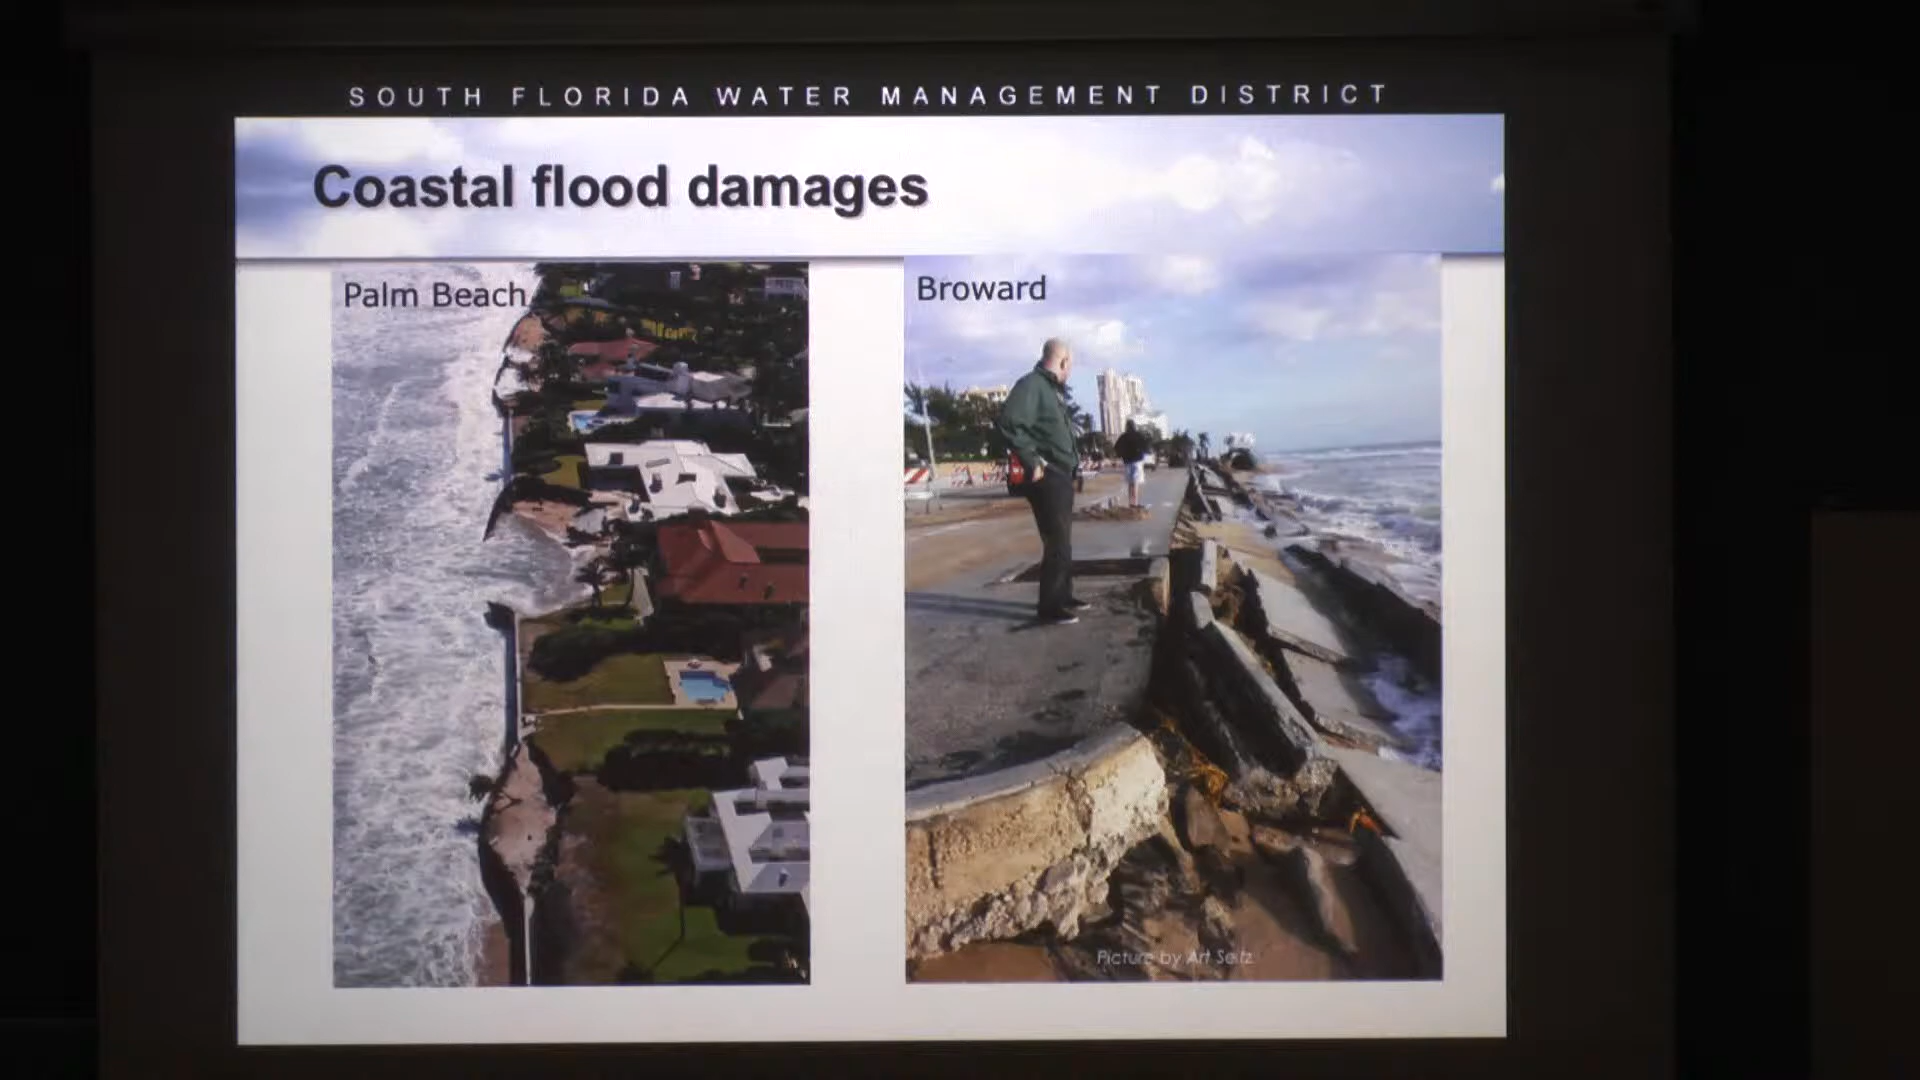 SOUTH FLORIDA WATER MANAGEMENT DISTRICT
Coastal flood damages
Palm Beach
Broward
Picture by Art Seitz